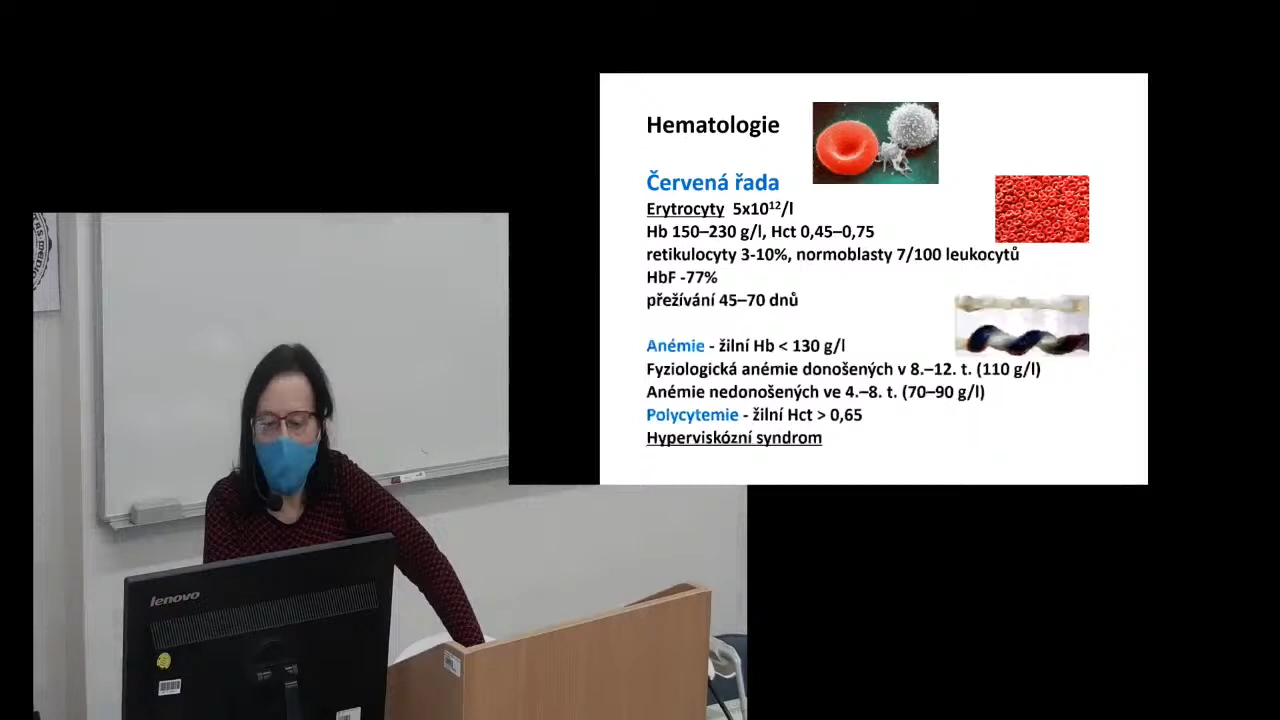 Hematologie
Červená řada
Erytrocyty 5x10¹²/l
Hb 150–230 g/l, Hct 0,45–0,75
retikulocyty 3-10%, normoblasty 7/100 leukocytů
HbF -77%
přežívání 45–70 dnů
Anémie - žilní Hb < 130 g/l
Fyziologická anémie donošených v 8.–12. t. (110 g/l)
Anémie nedonošených ve 4.–8. t. (70–90 g/l)
Polycytemie - žilní Hct > 0,65
Hyperviskózní syndrom
lenovo